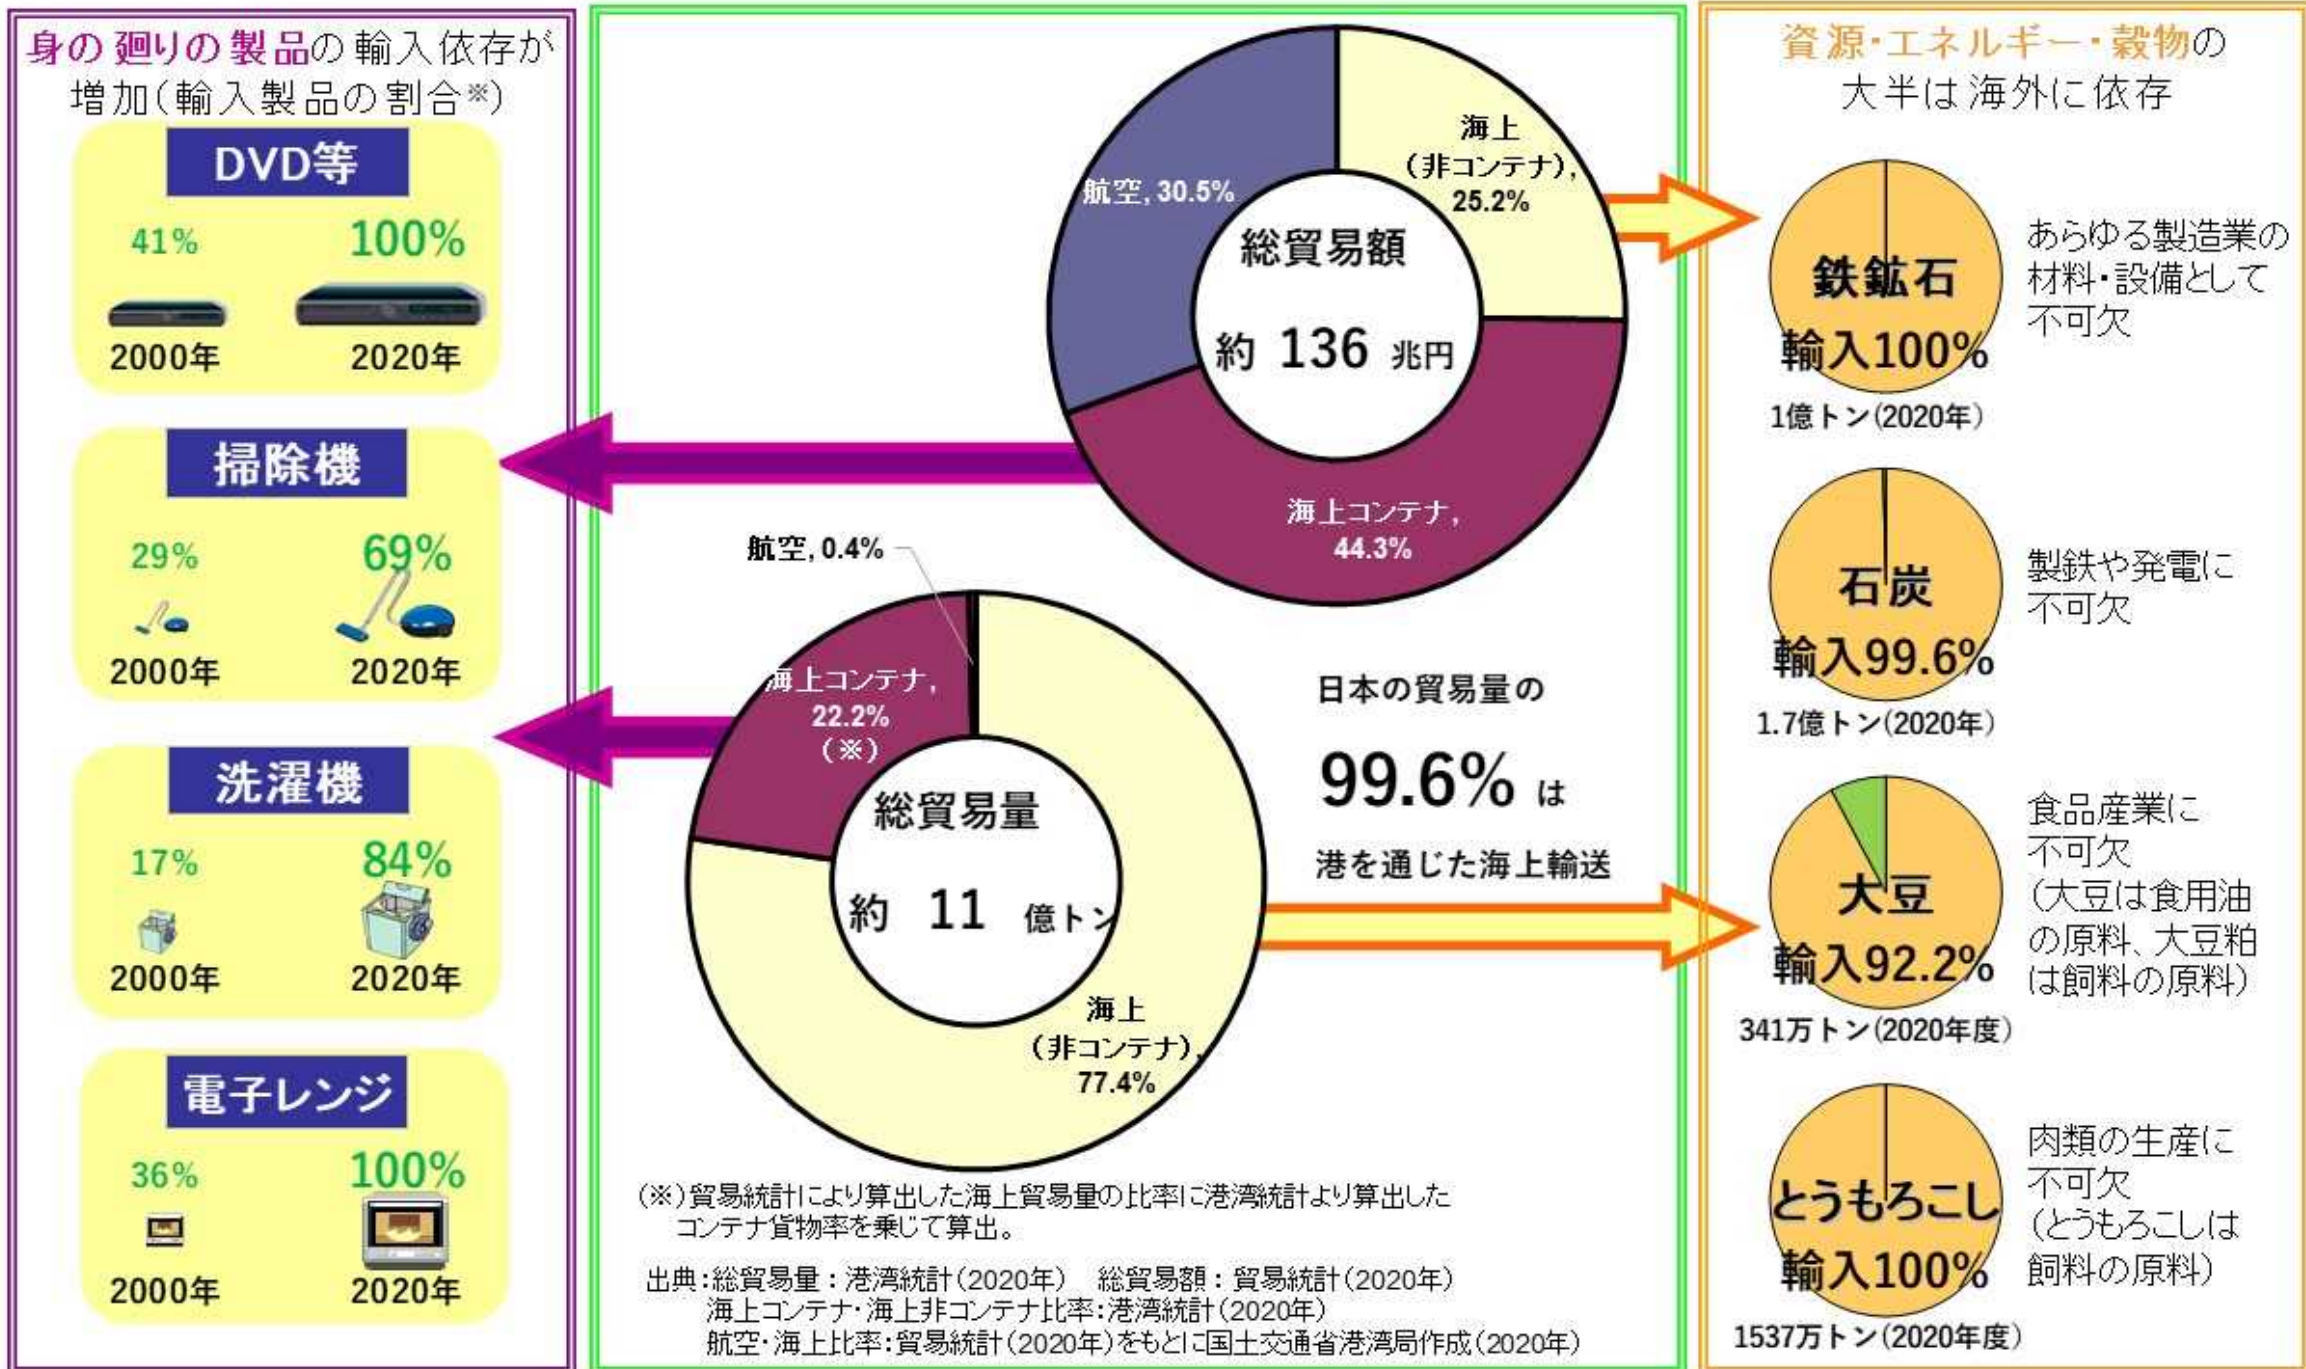 身の廻りの製品の輸入依存が
増加(輸入製品の割合※)
DVD等
41%
100%
2000年
2020年
掃除機
29%
69%
2000年
2020年
洗濯機
17%
84%
2000年
2020年
電子レンジ
36%
100%
2000年
2020年
海上
(非コンテナ),
25.2%
航空, 30.5%
総貿易額
約 136 兆円
海上コンテナ,
44.3%
航空, 0.4%
海上コンテナ,
22.2%
(※)
総貿易量
約 11 億トン
海上
(非コンテナ),
77.4%
日本の貿易量の
99.6% は
港を通じた海上輸送
(※)貿易統計により算出した海上貿易量の比率に港湾統計より算出した
コンテナ貨物率を乗じて算出。
出典:総貿易量:港湾統計(2020年) 総貿易額:貿易統計(2020年)
海上コンテナ・海上非コンテナ比率:港湾統計(2020年)
航空・海上比率:貿易統計(2020年)をもとに国土交通省港湾局作成(2020年)
資源・エネルギー・穀物の
大半は海外に依存
鉄鉱石
輸入100%
1億トン(2020年)
あらゆる製造業の
材料・設備として
不可欠
石炭
輸入99.6%
1.7億トン(2020年)
製鉄や発電に
不可欠
大豆
輸入92.2%
341万トン(2020年度)
食品産業に
不可欠
(大豆は食用油
の原料、大豆粕
は飼料の原料)
とうもろこし
輸入100%
1537万トン(2020年度)
肉類の生産に
不可欠
(とうもろこしは
飼料の原料)